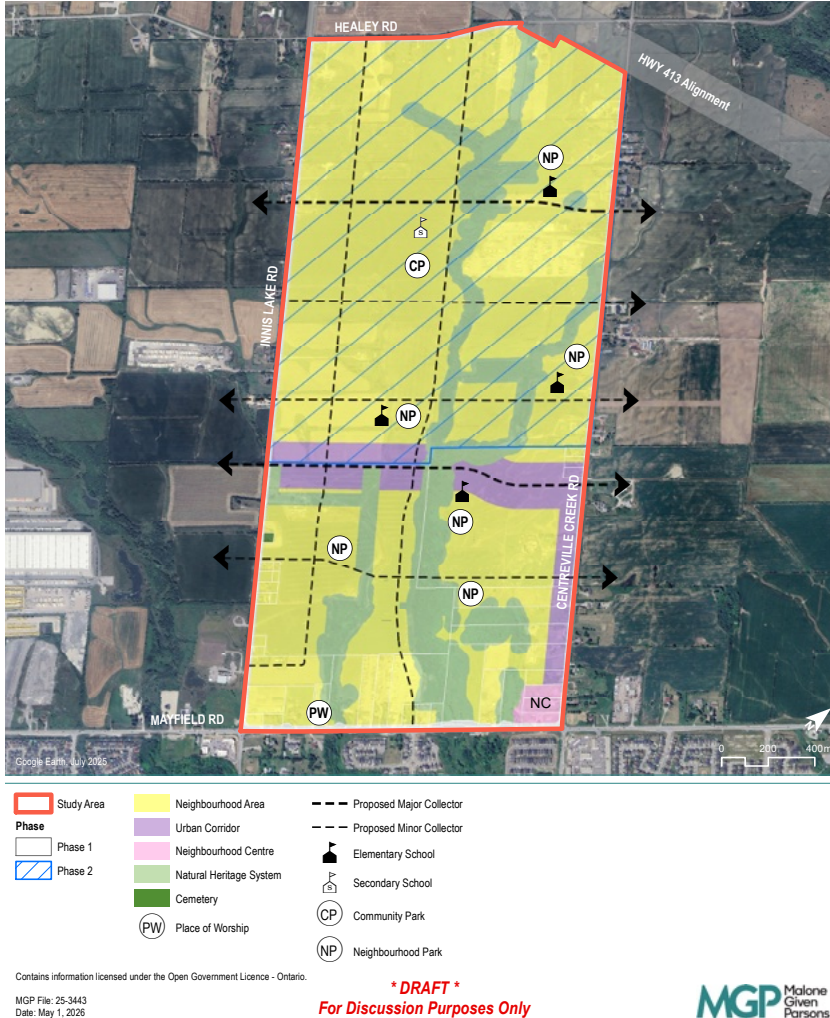 HEALEY RD
HWY 413 Alignment
NP
S
CP
INNIS LAKE RD
NP
NP
NP
NP
CENTREVILLE CREEK RD
NP
NC
PW
MAYFIELD RD
Google Earth, July 2025
0 200 400m
Study Area
Phase
Phase 1
Phase 2
Neighbourhood Area
Urban Corridor
Neighbourhood Centre
Natural Heritage System
Cemetery
PW Place of Worship
Proposed Major Collector
Proposed Minor Collector
Elementary School
S Secondary School
CP Community Park
NP Neighbourhood Park
Contains information licensed under the Open Government Licence - Ontario.
MGP File: 25-3443
Date: May 1, 2026
* DRAFT *
For Discussion Purposes Only
MGP Malone
Given
Parsons